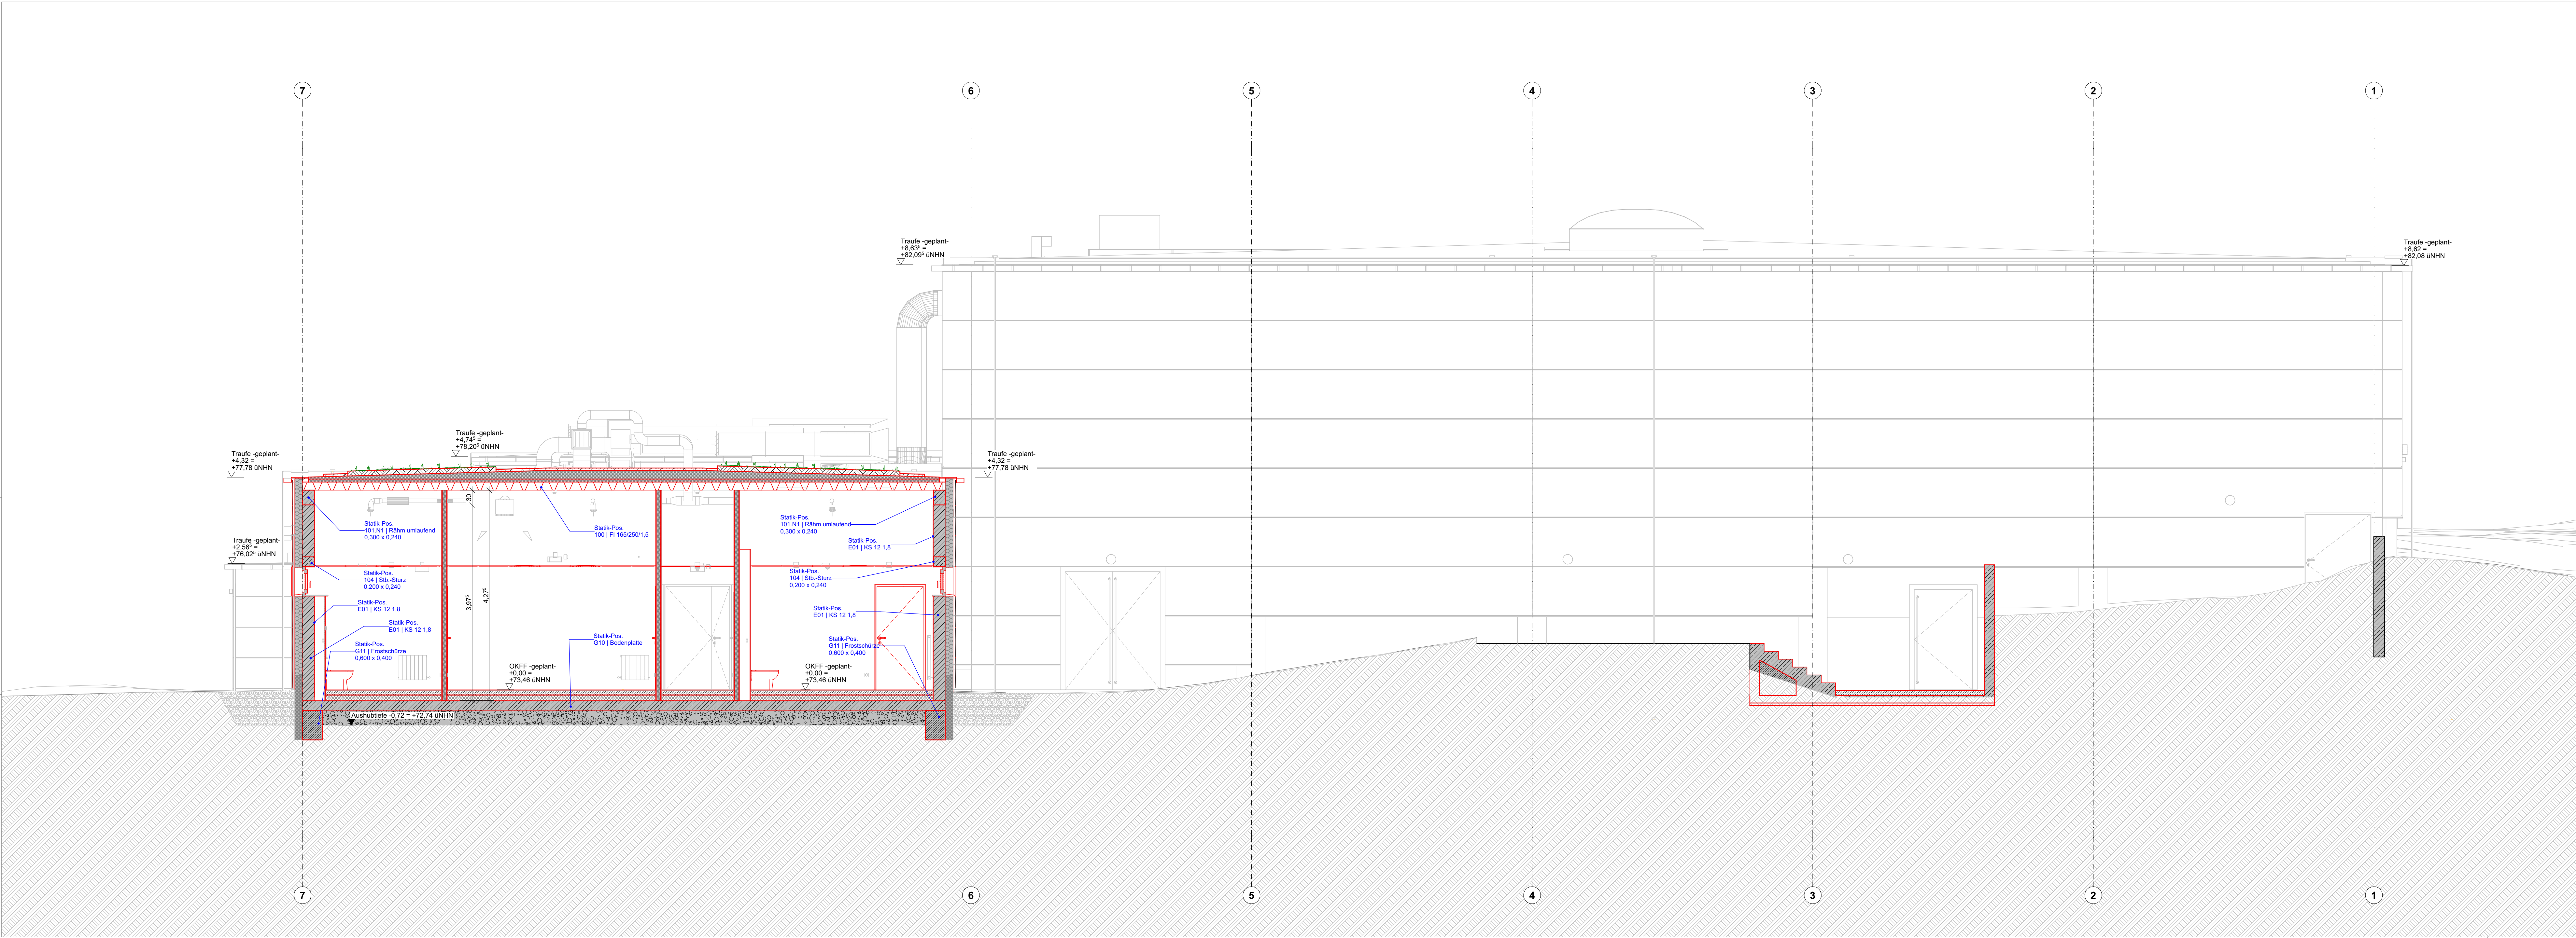 7
6
5
4
3
2
1
Traufe -geplant-
+8,63⁵ =
+82,09⁵ üNHN
Traufe -geplant-
+8,62 =
+82,08 üNHN
Traufe -geplant-
+4,74⁵ =
+78,20⁵ üNHN
Traufe -geplant-
+4,32 =
+77,78 üNHN
Traufe -geplant-
+4,32 =
+77,78 üNHN
Traufe -geplant-
+2,56⁵ =
+76,02⁵ üNHN
30
3,97⁵
4,27⁵
Statik-Pos.
101.N1 | Rähm umlaufend
0,300 x 0,240
Statik-Pos.
100 | FI 165/250/1,5
Statik-Pos.
101.N1 | Rähm umlaufend
0,300 x 0,240
Statik-Pos.
E01 | KS 12 1,8
Statik-Pos.
104 | Stb.-Sturz
0,200 x 0,240
Statik-Pos.
104 | Stb.-Sturz
0,200 x 0,240
Statik-Pos.
E01 | KS 12 1,8
Statik-Pos.
E01 | KS 12 1,8
Statik-Pos.
E01 | KS 12 1,8
Statik-Pos.
G11 | Frostschürze
0,600 x 0,400
Statik-Pos.
G10 | Bodenplatte
Statik-Pos.
G11 | Frostschürze
0,600 x 0,400
OKFF -geplant-
±0,00 =
+73,46 üNHN
OKFF -geplant-
±0,00 =
+73,46 üNHN
Aushubtiefe -0,72 = +72,74 üNHN
7
6
5
4
3
2
1